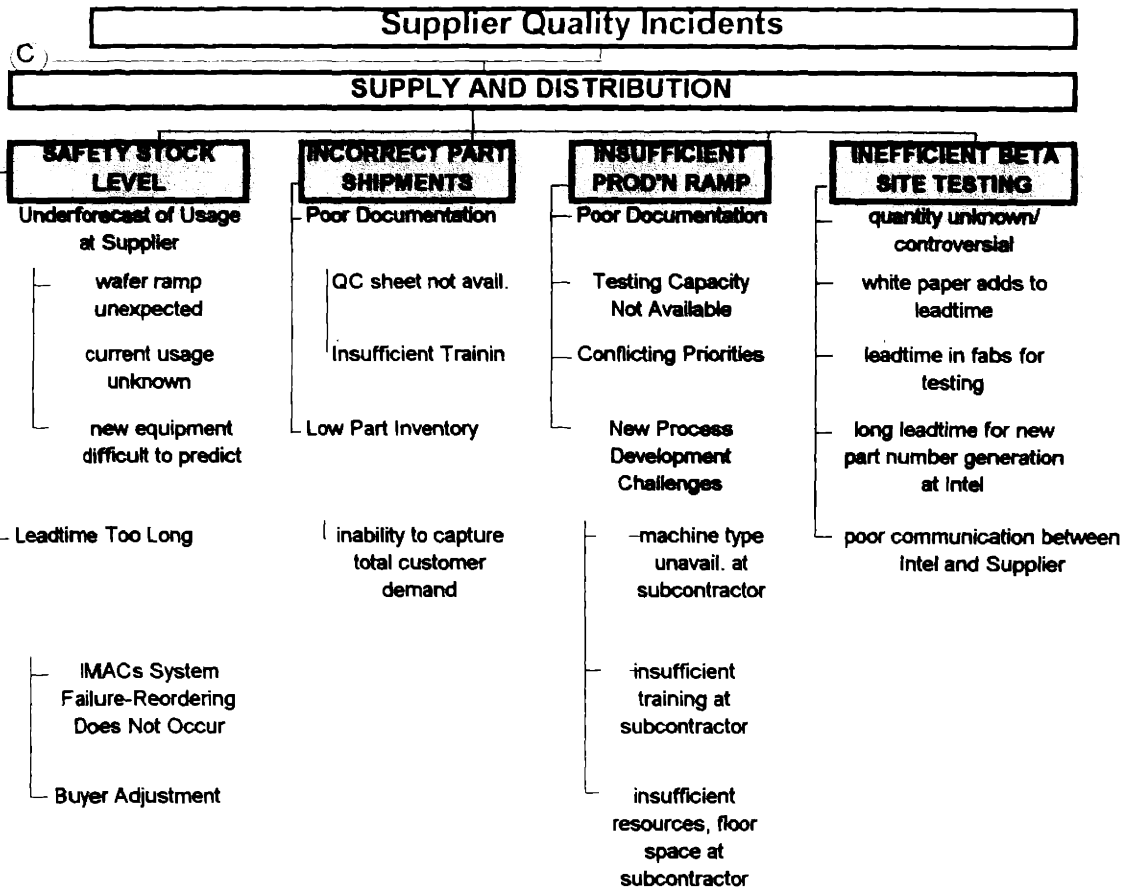 Supplier Quality Incidents
C
SUPPLY AND DISTRIBUTION
SAFETY STOCK
LEVEL
Underforecast of Usage
at Supplier
wafer ramp
unexpected
current usage
unknown
new equipment
difficult to predict
Leadtime Too Long
IMACs System
Failure-Reordering
Does Not Occur
Buyer Adjustment
INCORRECT PART
SHIPMENTS
Poor Documentation
QC sheet not avail.
Insufficient Trainin
Low Part Inventory
inability to capture
total customer
demand
INSUFFICIENT
PROD'N RAMP
Poor Documentation
Testing Capacity
Not Available
Conflicting Priorities
New Process
Development
Challenges
machine type
unavail. at
subcontractor
insufficient
training at
subcontractor
insufficient
resources, floor
space at
subcontractor
INEFFICIENT BETA
SITE TESTING
quantity unknown/
controversial
white paper adds to
leadtime
leadtime in fabs for
testing
long leadtime for new
part number generation
at Intel
poor communication between
Intel and Supplier